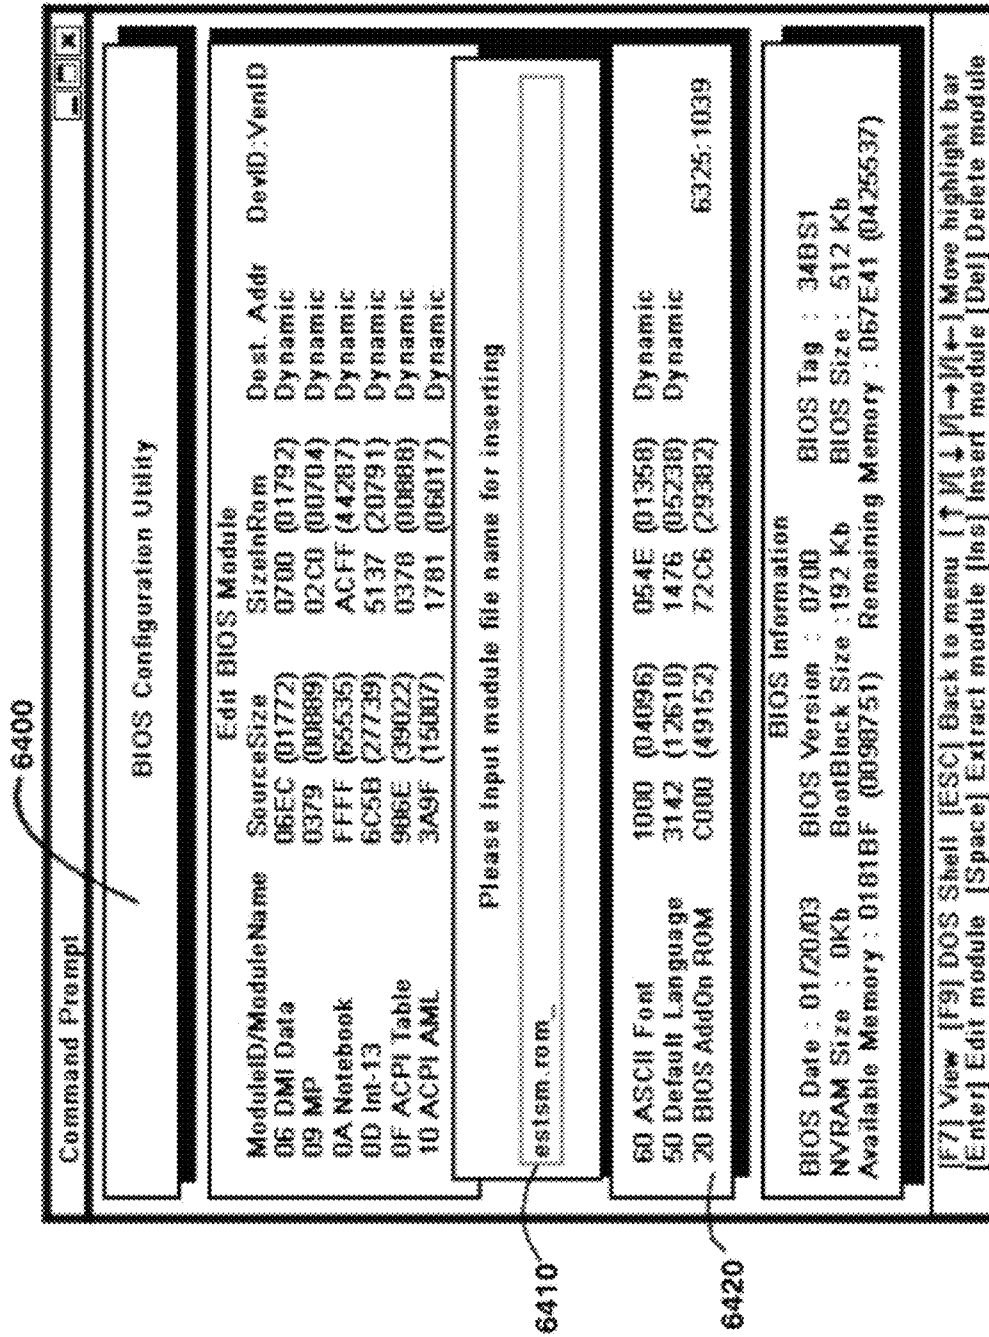 6400
Command Prompt
BIOS Configuration Utility
Edit BIOS Module
ModuleID/ModuleName SourceSize SizeInRom Dest. Addr DevID:VenID
06 DMI Data 06EC (01772) 0700 (01792) Dynamic
09 MP 0379 (00889) 02C0 (00704) Dynamic
0A Notebook FFFF (65535) ACFF (44287) Dynamic
0D Int-13 6C5B (27739) 5137 (20791) Dynamic
0F ACPI Table 986E (39022) 0378 (00888) Dynamic
10 ACPI AML 3A9F (15007) 1781 (06017) Dynamic
Please Input module file name for inserting
6410
estsm.rom_
60 ASCII Font 1000 (04096) 054E (01358) Dynamic
50 Default Language 3142 (12610) 1476 (05238) Dynamic
6420
20 BIOS AddOn ROM C000 (49152) 72C6 (29382) 6325:1039
BIOS Information
BIOS Date : 01/20/03 BIOS Version : 0700 BIOS Tag : 34BS1
NVRAM Size : 0Kb BootBlock Size :192 Kb BIOS Size : 512 Kb
Available Memory : 0181BF (0098751) Remaining Memory : 067E41 (0425537)
[F7] View [F9] DOS Shell [ESC] Back to menu [↑]/[↓]/[→]/[←] Move highlight bar
[Enter] Edit module [Space] Extract module [Ins] Insert module [Del] Delete module